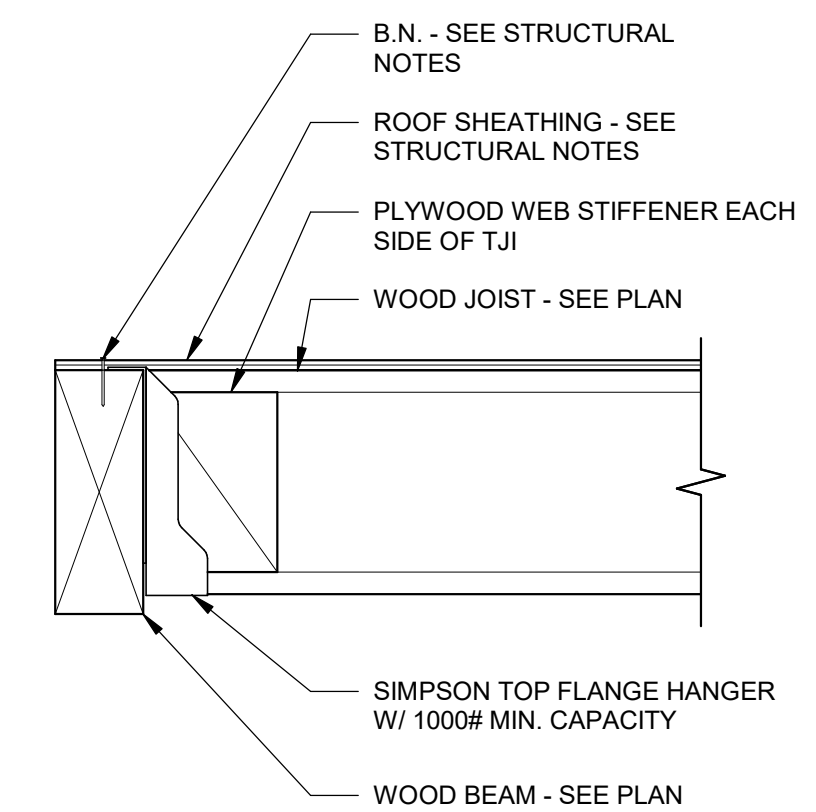 B.N. - SEE STRUCTURAL
NOTES
ROOF SHEATHING - SEE
STRUCTURAL NOTES
PLYWOOD WEB STIFFENER EACH
SIDE OF TJI
WOOD JOIST - SEE PLAN
SIMPSON TOP FLANGE HANGER
W/ 1000# MIN. CAPACITY
WOOD BEAM - SEE PLAN